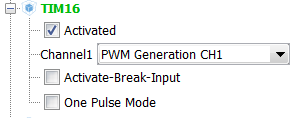 TIM16
Activated
Channel1 PWM Generation CH1
Activate-Break-Input
One Pulse Mode